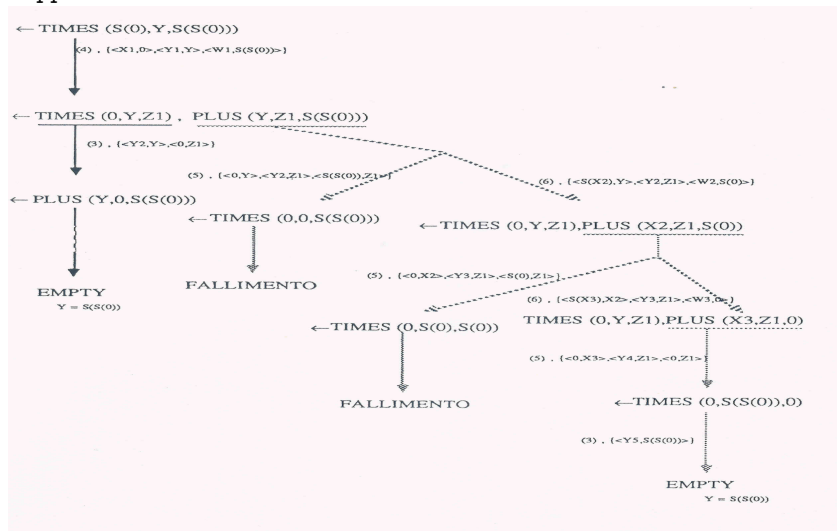 ← TIMES (S(0),Y,S(S(0)))
(4) , {<X1,0>,<Y1,Y>,<W1,S(S(0))>}
← TIMES (0,Y,Z1) , PLUS (Y,Z1,S(S(0)))
(3) , {<Y2,Y>,<0,Z1>}
(5) , {<0,Y>,<Y2,Z1>,<S(S(0)),Z1>}
(6) , {<S(X2),Y>,<Y2,Z1>,<W2,S(0)>}
← PLUS (Y,0,S(S(0)))
← TIMES (0,0,S(S(0)))
← TIMES (0,Y,Z1),PLUS (X2,Z1,S(0))
FALLIMENTO
EMPTY
Y = S(S(0))
(5) , {<0,X2>,<Y3,Z1>,<S(0),Z1>}
(6) , {<S(X3),X2>,<Y3,Z1>,<W3,0>}
←TIMES (0,S(0),S(0))
TIMES (0,Y,Z1),PLUS (X3,Z1,0)
(5) , {<0,X3>,<Y4,Z1>,<0,Z1>}
FALLIMENTO
←TIMES (0,S(S(0)),0)
(3) , {<Y5,S(S(0))>}
EMPTY
Y = S(S(0))